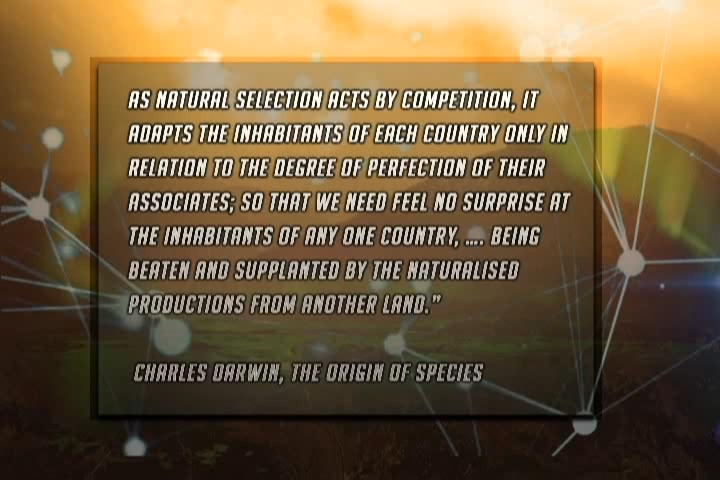 AS NATURAL SELECTION ACTS BY COMPETITION, IT
ADAPTS THE INHABITANTS OF EACH COUNTRY ONLY IN
RELATION TO THE DEGREE OF PERFECTION OF THEIR
ASSOCIATES; SO THAT WE NEED FEEL NO SURPRISE AT
THE INHABITANTS OF ANY ONE COUNTRY, .... BEING
BEATEN AND SUPPLANTED BY THE NATURALISED
PRODUCTIONS FROM ANOTHER LAND.”
CHARLES DARWIN, THE ORIGIN OF SPECIES